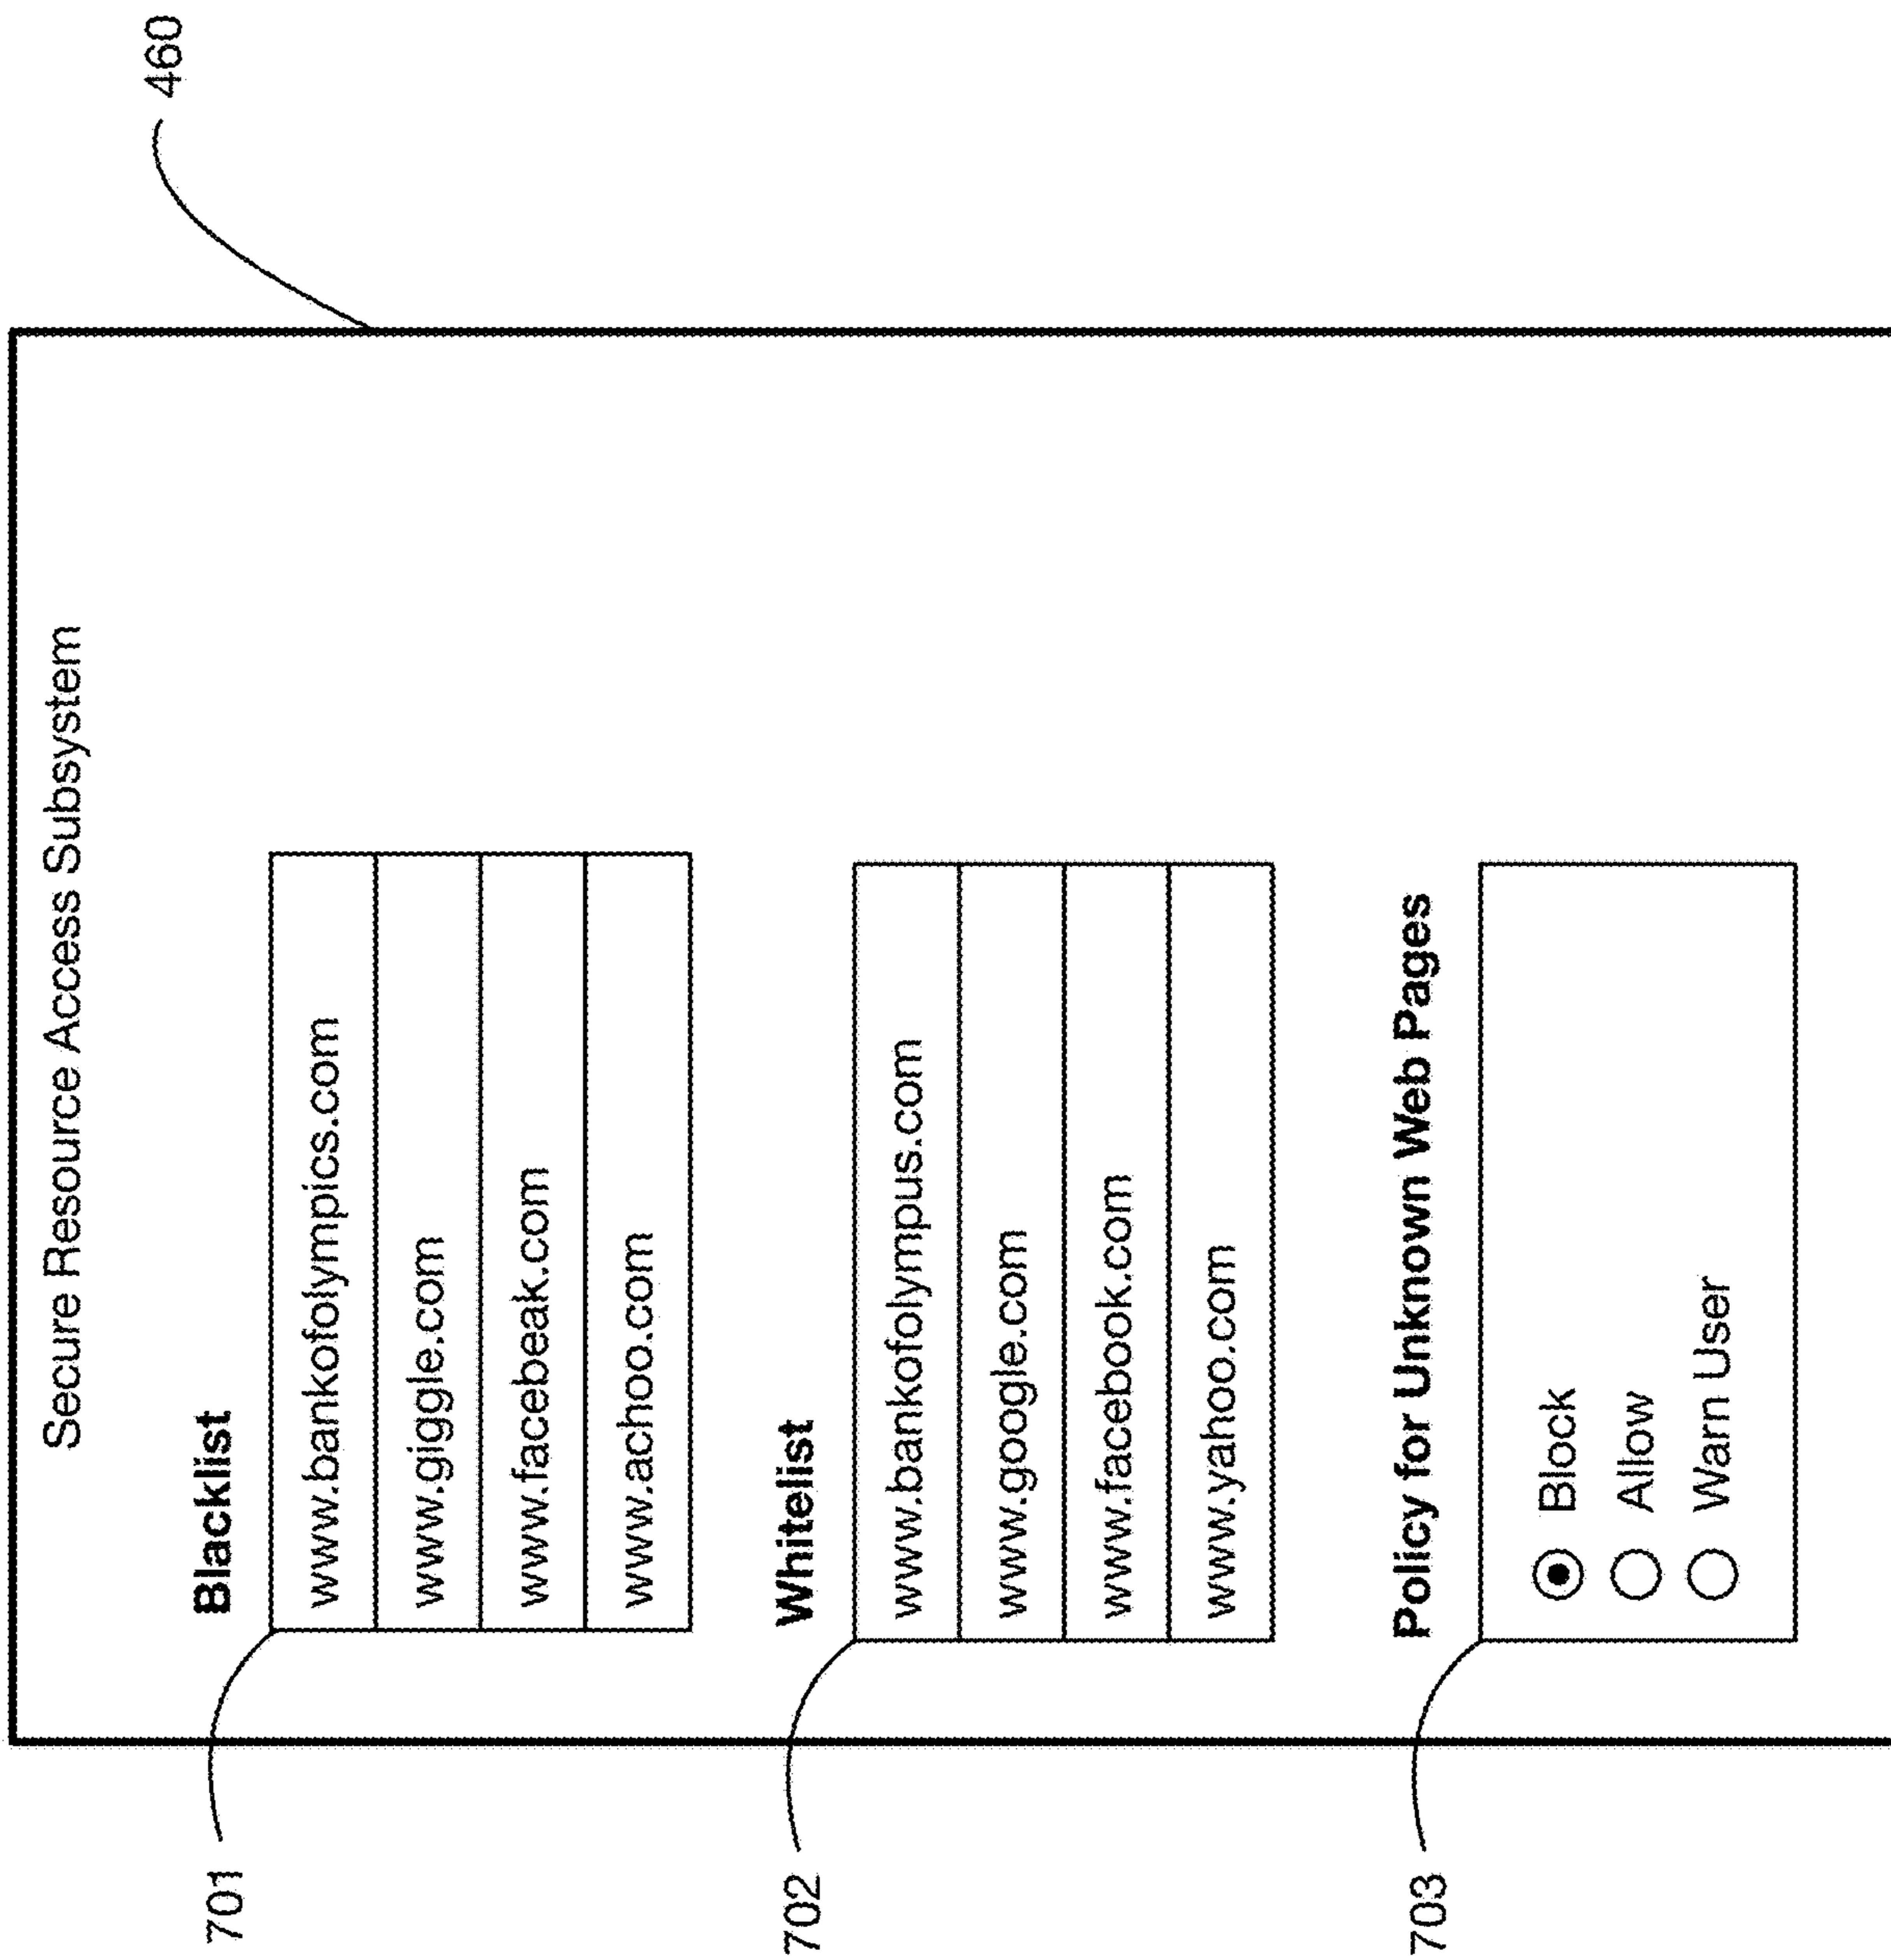 460
Secure Resource Access Subsystem
701
Blacklist
www.bankofolympics.com
www.giggle.com
www.facebeak.com
www.achoo.com
702
Whitelist
www.bankofolympus.com
www.google.com
www.facebook.com
www.yahoo.com
703
Policy for Unknown Web Pages
Block
Allow
Warn User